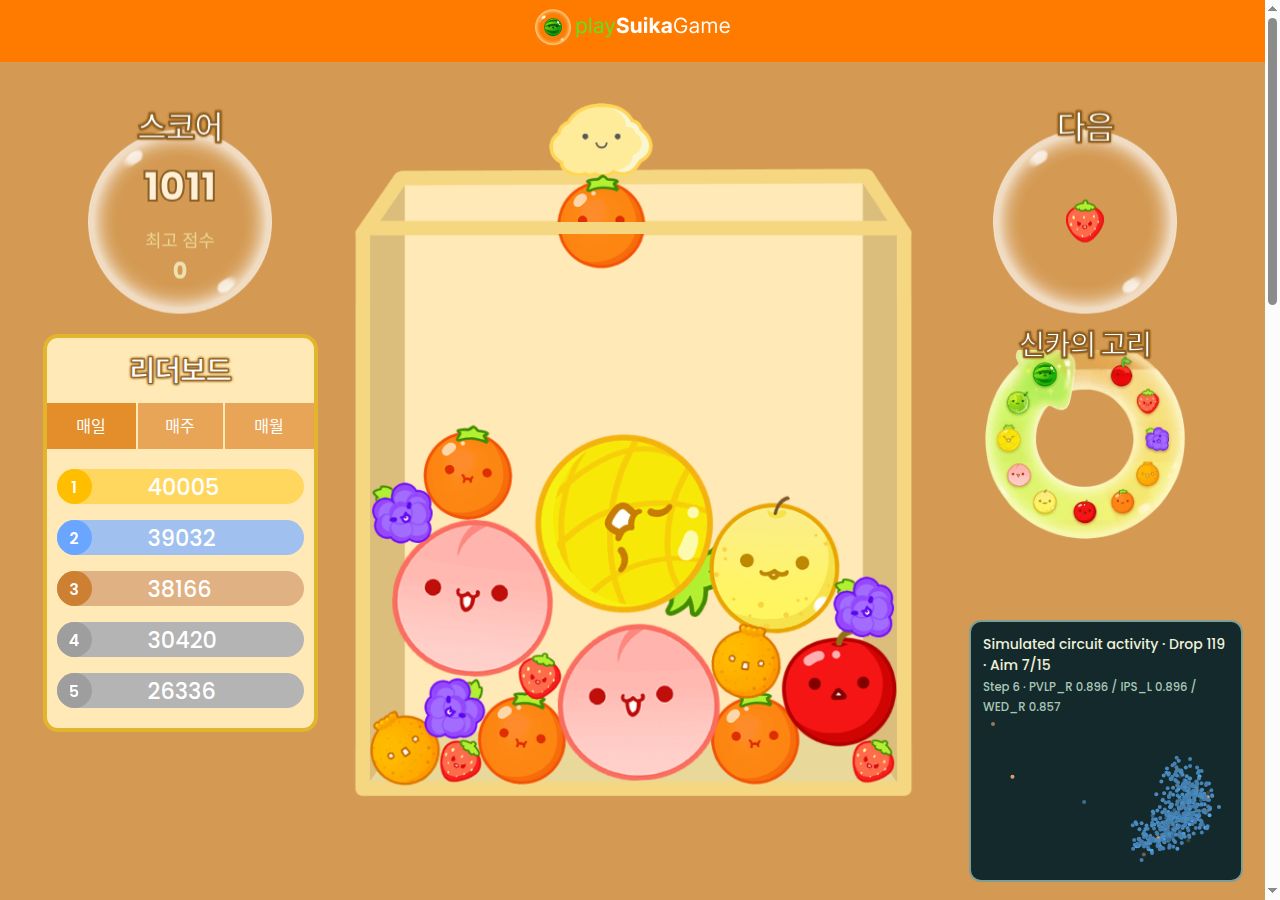 playSuikaGame
스코어
1011
최고 점수
0
리더보드
매일 매주 매월
1 40005
2 39032
3 38166
4 30420
5 26336
다음
신카의 고리
Simulated circuit activity · Drop 119
· Aim 7/15
Step 6 · PVLP_R 0.896 / IPS_L 0.896 /
WED_R 0.857